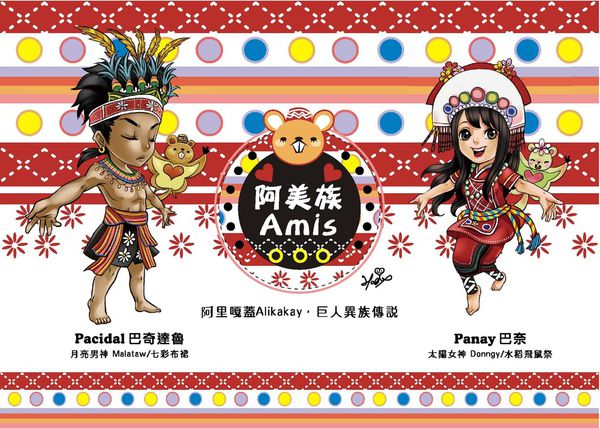 阿美族
Amis
阿里嘎蓋Alikakay，巨人異族傳説
Pacidal 巴奇達魯
月亮男神 Malataw/七彩布裙
Panay 巴奈
太陽女神 Donngy/水稻飛鼠祭